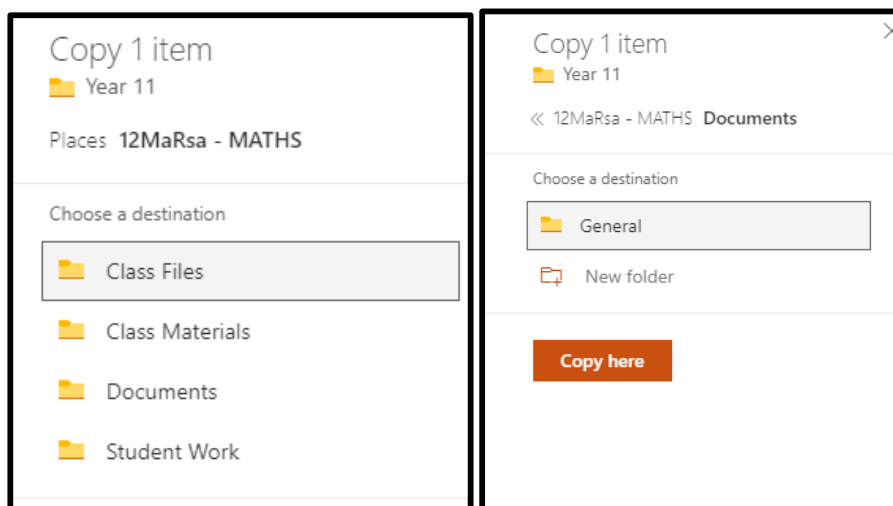 Copy 1 item
Year 11
Places 12MaRsa - MATHS
Choose a destination
Class Files
Class Materials
Documents
Student Work
Copy 1 item
Year 11
12MaRsa - MATHS Documents
Choose a destination
General
New folder
Copy here